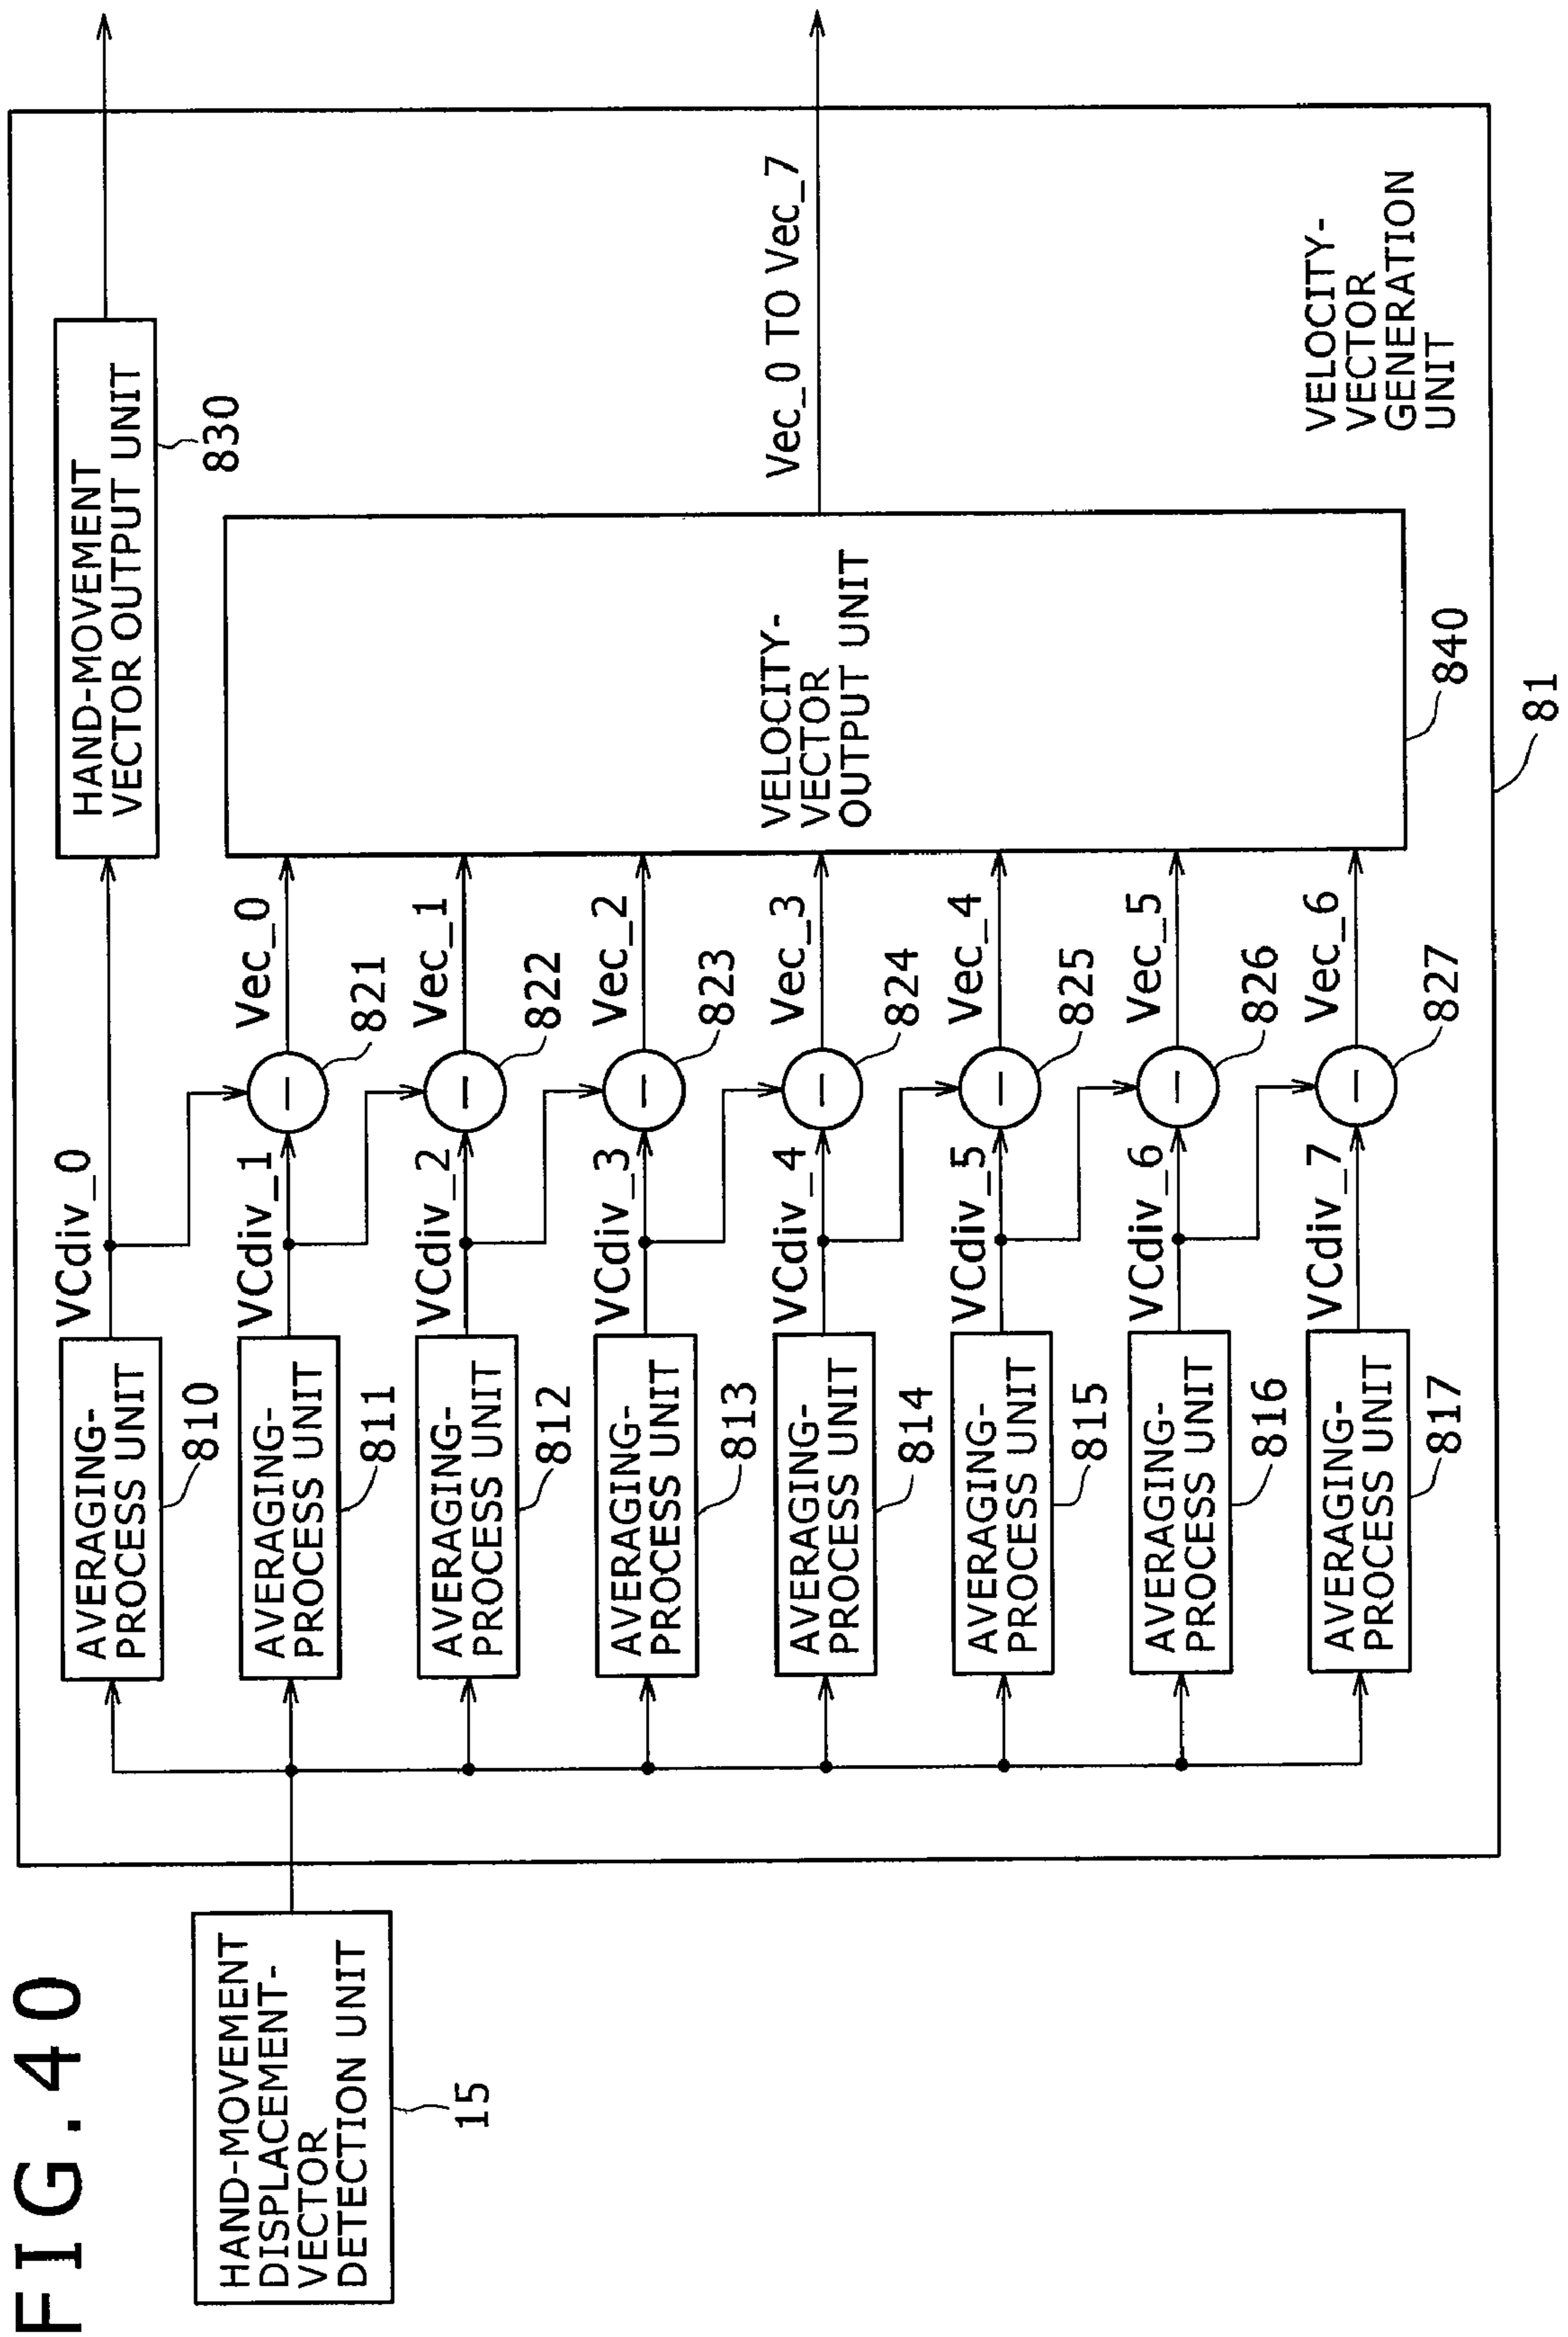 FIG.40
HAND-MOVEMENT
DISPLACEMENT-
VECTOR
DETECTION UNIT
15
AVERAGING-
PROCESS UNIT
810
VCdiv_0
HAND-MOVEMENT
VECTOR OUTPUT UNIT
830
AVERAGING-
PROCESS UNIT
811
VCdiv_1
–
821
Vec_0
AVERAGING-
PROCESS UNIT
812
VCdiv_2
–
822
Vec_1
AVERAGING-
PROCESS UNIT
813
VCdiv_3
–
823
Vec_2
AVERAGING-
PROCESS UNIT
814
VCdiv_4
–
824
Vec_3
AVERAGING-
PROCESS UNIT
815
VCdiv_5
–
825
Vec_4
AVERAGING-
PROCESS UNIT
816
VCdiv_6
–
826
Vec_5
AVERAGING-
PROCESS UNIT
817
VCdiv_7
–
827
Vec_6
VELOCITY-
VECTOR
OUTPUT UNIT
840
Vec_0 TO Vec_7
VELOCITY-
VECTOR
GENERATION
UNIT
81